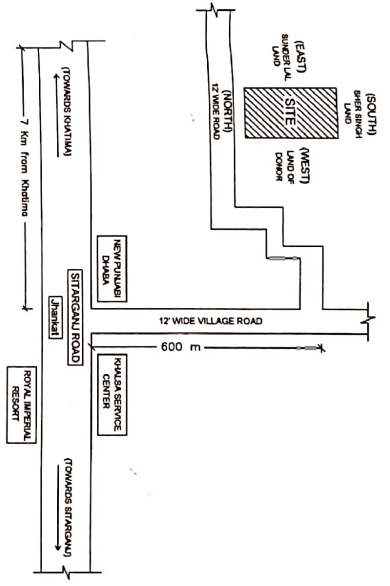 (SOUTH)
SHER SINGH
LAND
(EAST)
SUNDER LAL
LAND
SITE
(WEST)
LAND OF
DONOR
(NORTH)
12' WIDE ROAD
12' WIDE VILLAGE ROAD
600 m
NEW PUNJABI
DHABA
KHALSA SERVICE
CENTER
SITARGANJ ROAD
Jhankat
(TOWARDS KHATIMA)
(TOWARDS SITARGANJ)
7 Km from Khatima
ROYAL IMPERIAL
RESORT